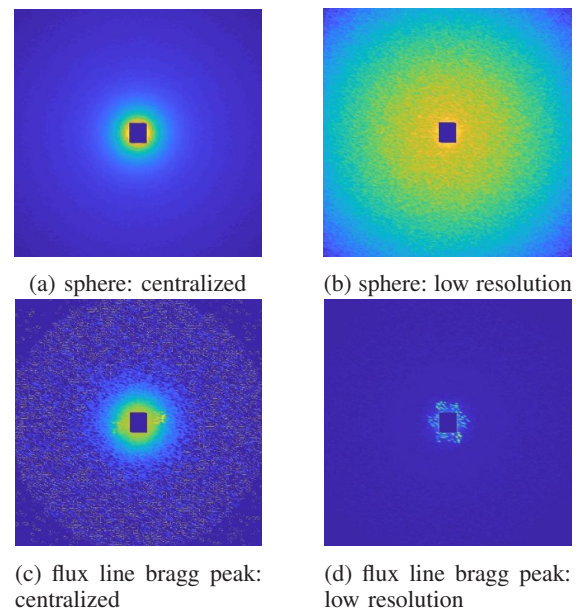 (a) sphere: centralized
(b) sphere: low resolution
(c) flux line bragg peak:
centralized
(d) flux line bragg peak:
low resolution